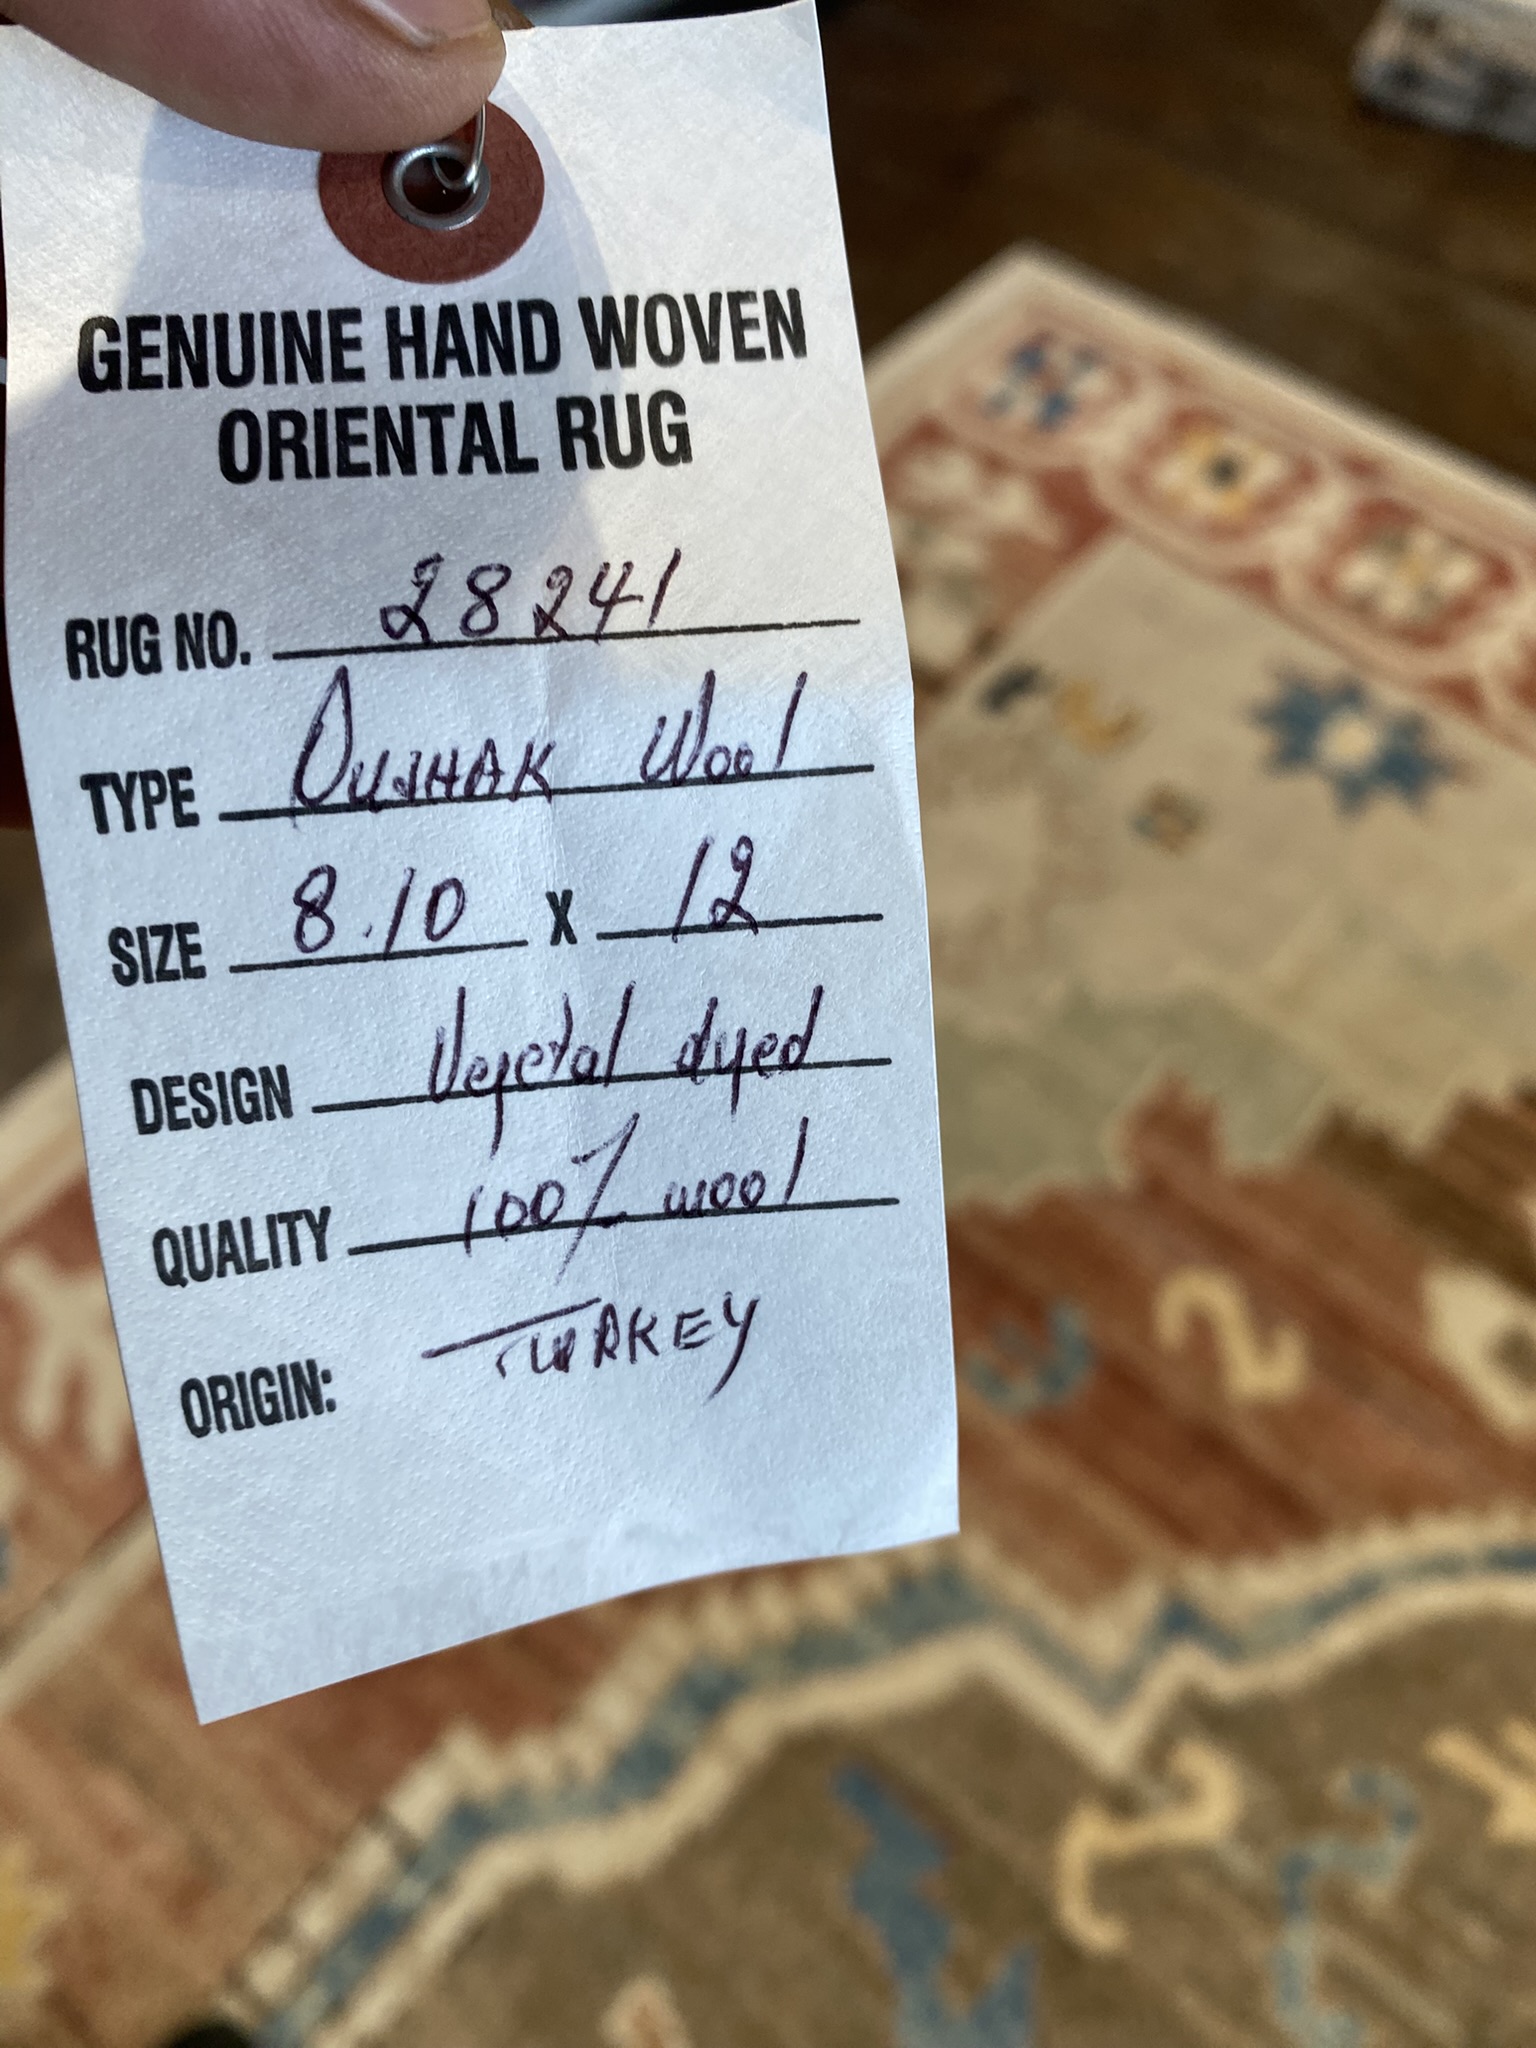 GENUINE HAND WOVEN
ORIENTAL RUG
RUG NO. 28241
TYPE OUSHAK Wool
SIZE 8.10 X 12
DESIGN Vegetal dyed
QUALITY 100% wool
ORIGIN: TURKEY